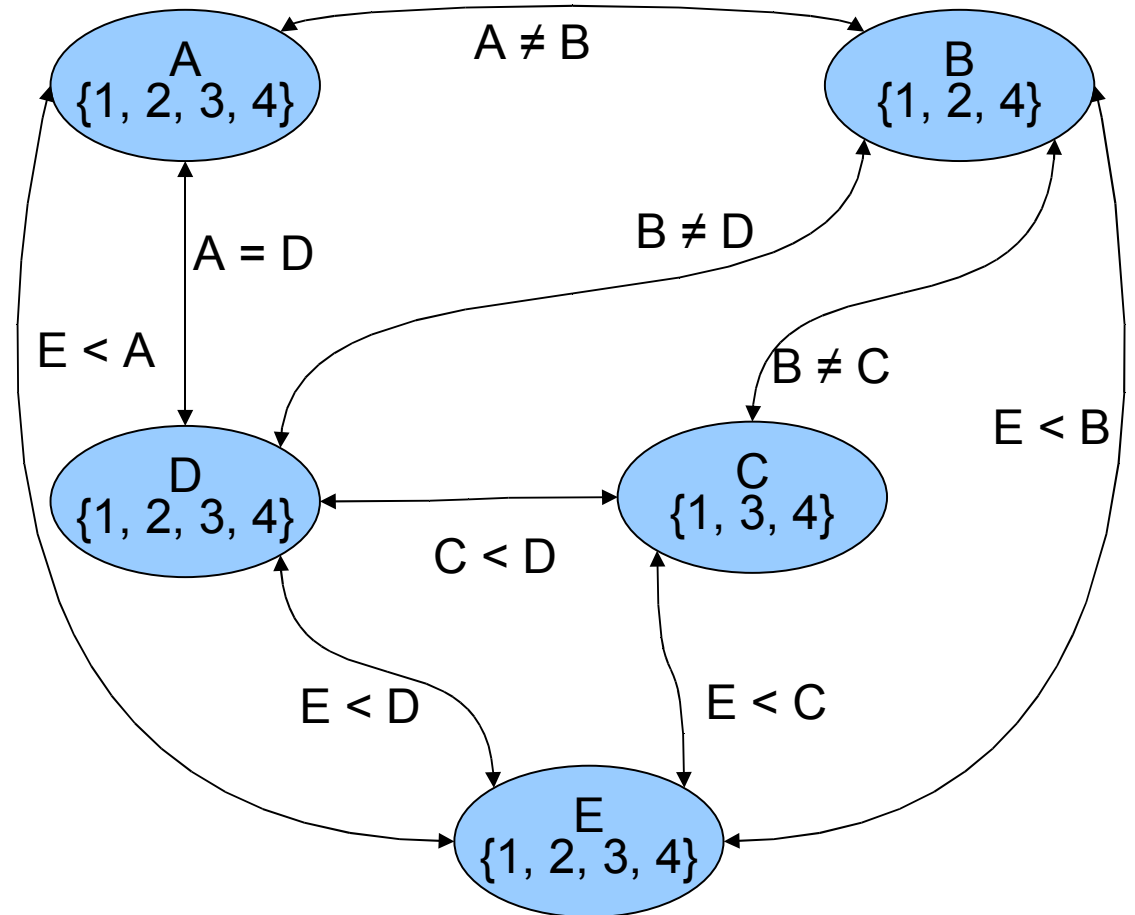 A ≠ B
A
{1, 2, 3, 4}
B
{1, 2, 4}
B ≠ D
A = D
E < A
B ≠ C
E < B
D
{1, 2, 3, 4}
C
{1, 3, 4}
C < D
E < D
E < C
E
{1, 2, 3, 4}